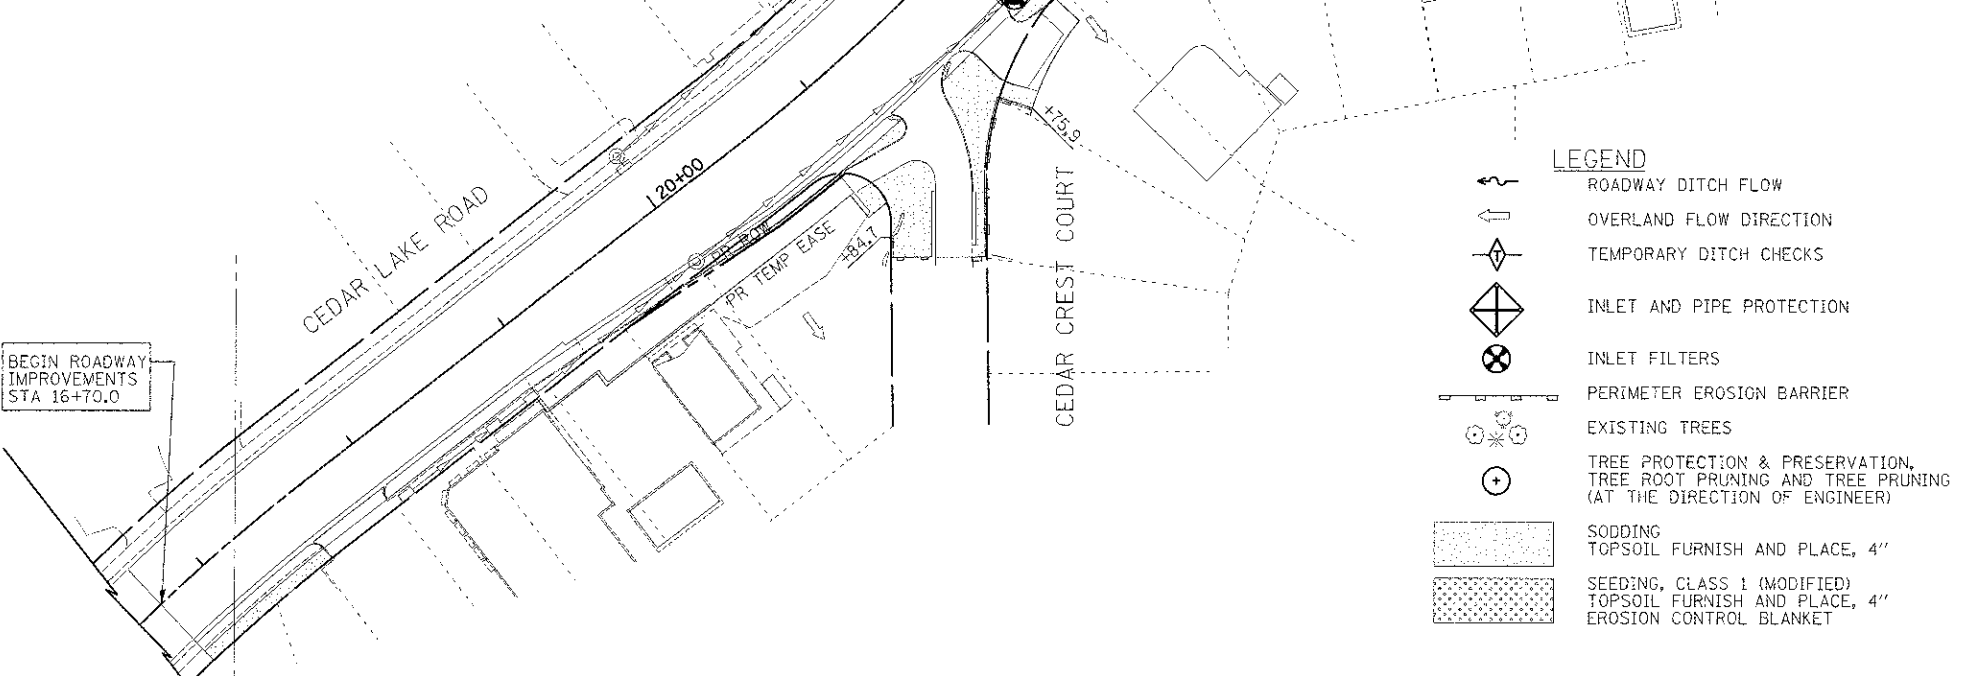 CEDAR LAKE ROAD
20+00
PR ROW
PR TEMP EASE
+84.7
+75.9
CEDAR CREST COURT
BEGIN ROADWAY
IMPROVEMENTS
STA 16+70.0
LEGEND
ROADWAY DITCH FLOW
OVERLAND FLOW DIRECTION
T
TEMPORARY DITCH CHECKS
INLET AND PIPE PROTECTION
INLET FILTERS
PERIMETER EROSION BARRIER
EXISTING TREES
TREE PROTECTION & PRESERVATION,
TREE ROOT PRUNING AND TREE PRUNING
(AT THE DIRECTION OF ENGINEER)
SODDING
TOPSOIL FURNISH AND PLACE, 4"
SEEDING, CLASS 1 (MODIFIED)
TOPSOIL FURNISH AND PLACE, 4"
EROSION CONTROL BLANKET